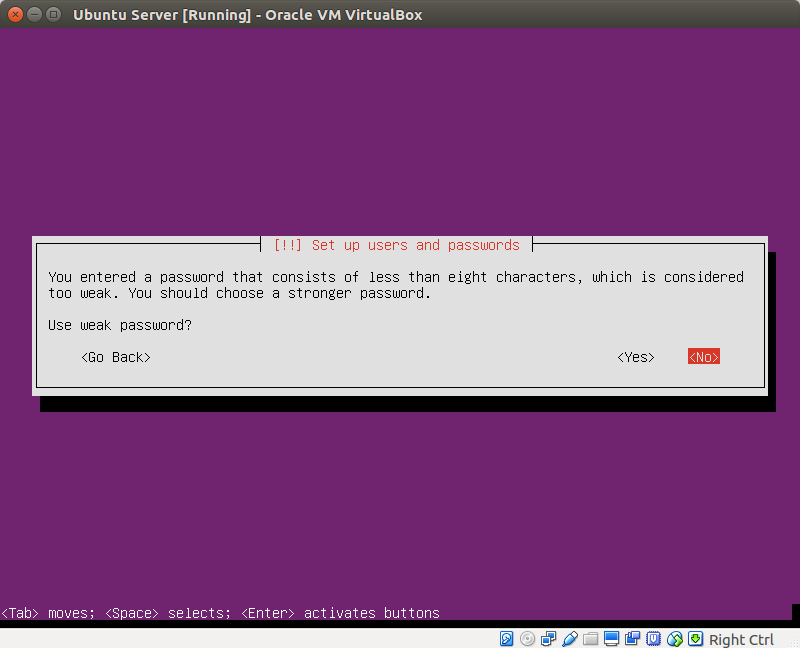 Ubuntu Server [Running] - Oracle VM VirtualBox
[!!] Set up users and passwords
You entered a password that consists of less than eight characters, which is considered
too weak. You should choose a stronger password.
Use weak password?
<Go Back> <Yes> <No>
<Tab> moves; <Space> selects; <Enter> activates buttons
Right Ctrl